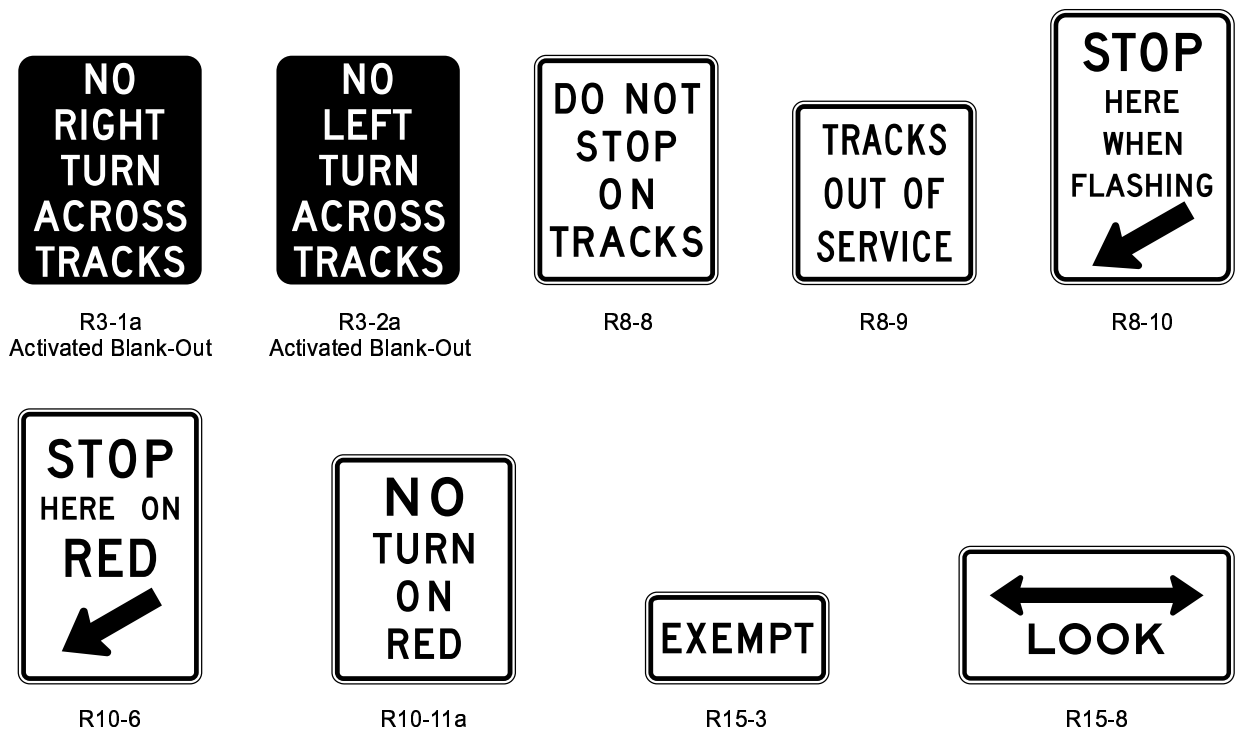 NO
RIGHT
TURN
ACROSS
TRACKS
R3-1a
Activated Blank-Out
NO
LEFT
TURN
ACROSS
TRACKS
R3-2a
Activated Blank-Out
DO NOT
STOP
ON
TRACKS
R8-8
TRACKS
OUT OF
SERVICE
R8-9
STOP
HERE
WHEN
FLASHING
R8-10
STOP
HERE ON
RED
R10-6
NO
TURN
ON
RED
R10-11a
EXEMPT
R15-3
LOOK
R15-8